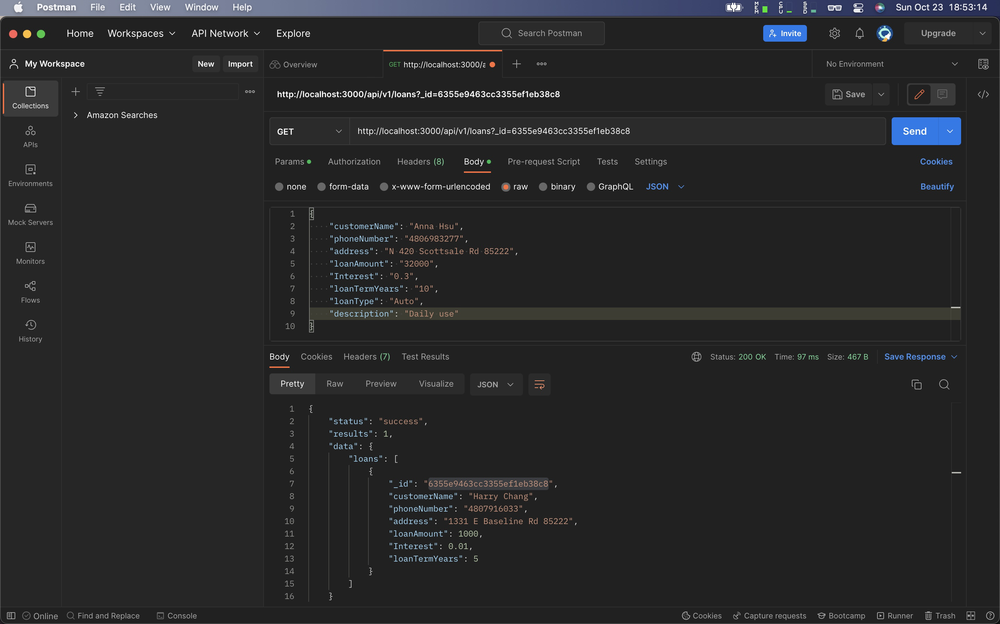 Postman File Edit View Window Help MEM CPU SSD Sun Oct 23 18:53:14
Home Workspaces API Network Explore Search Postman Invite Upgrade
My Workspace New Import Overview GET http://localhost:3000/a No Environment
Collections
APIs
Environments
Mock Servers
Monitors
Flows
History
Amazon Searches
http://localhost:3000/api/v1/loans?_id=6355e9463cc3355ef1eb38c8 Save
GET http://localhost:3000/api/v1/loans?_id=6355e9463cc3355ef1eb38c8 Send
Params Authorization Headers (8) Body Pre-request Script Tests Settings Cookies
none form-data x-www-form-urlencoded raw binary GraphQL JSON Beautify
1 {
2 "customerName": "Anna Hsu",
3 "phoneNumber": "4806983277",
4 "address": "N 420 Scottsale Rd 85222",
5 "loanAmount": "32000",
6 "Interest": "0.3",
7 "loanTermYears": "10",
8 "loanType": "Auto",
9 "description": "Daily use"
10 }
Body Cookies Headers (7) Test Results Status: 200 OK Time: 97 ms Size: 467 B Save Response
Pretty Raw Preview Visualize JSON
1 {
2 "status": "success",
3 "results": 1,
4 "data": {
5 "loans": [
6 {
7 "_id": "6355e9463cc3355ef1eb38c8",
8 "customerName": "Harry Chang",
9 "phoneNumber": "4807916033",
10 "address": "1331 E Baseline Rd 85222",
11 "loanAmount": 1000,
12 "Interest": 0.01,
13 "loanTermYears": 5
14 }
15 ]
16 }
Online Find and Replace Console Cookies Capture requests Bootcamp Runner Trash